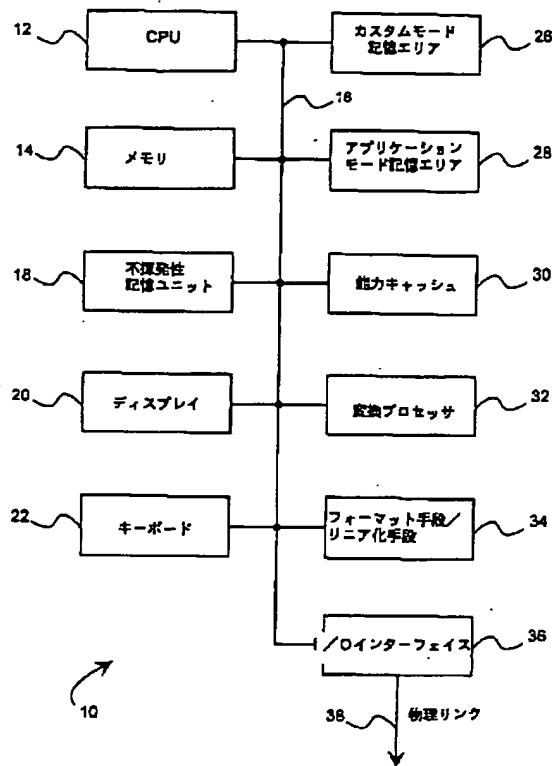 12
CPU
カスタムモード
記憶エリア
26
16
14
メモリ
アプリケーション
モード記憶エリア
28
18
不揮発性
記憶ユニット
能力キャッシュ
30
20
ディスプレイ
変換プロセッサ
32
22
キーボード
フォーマット手段/
リニア化手段
34
I/Oインターフェイス
36
10
38
物理リンク